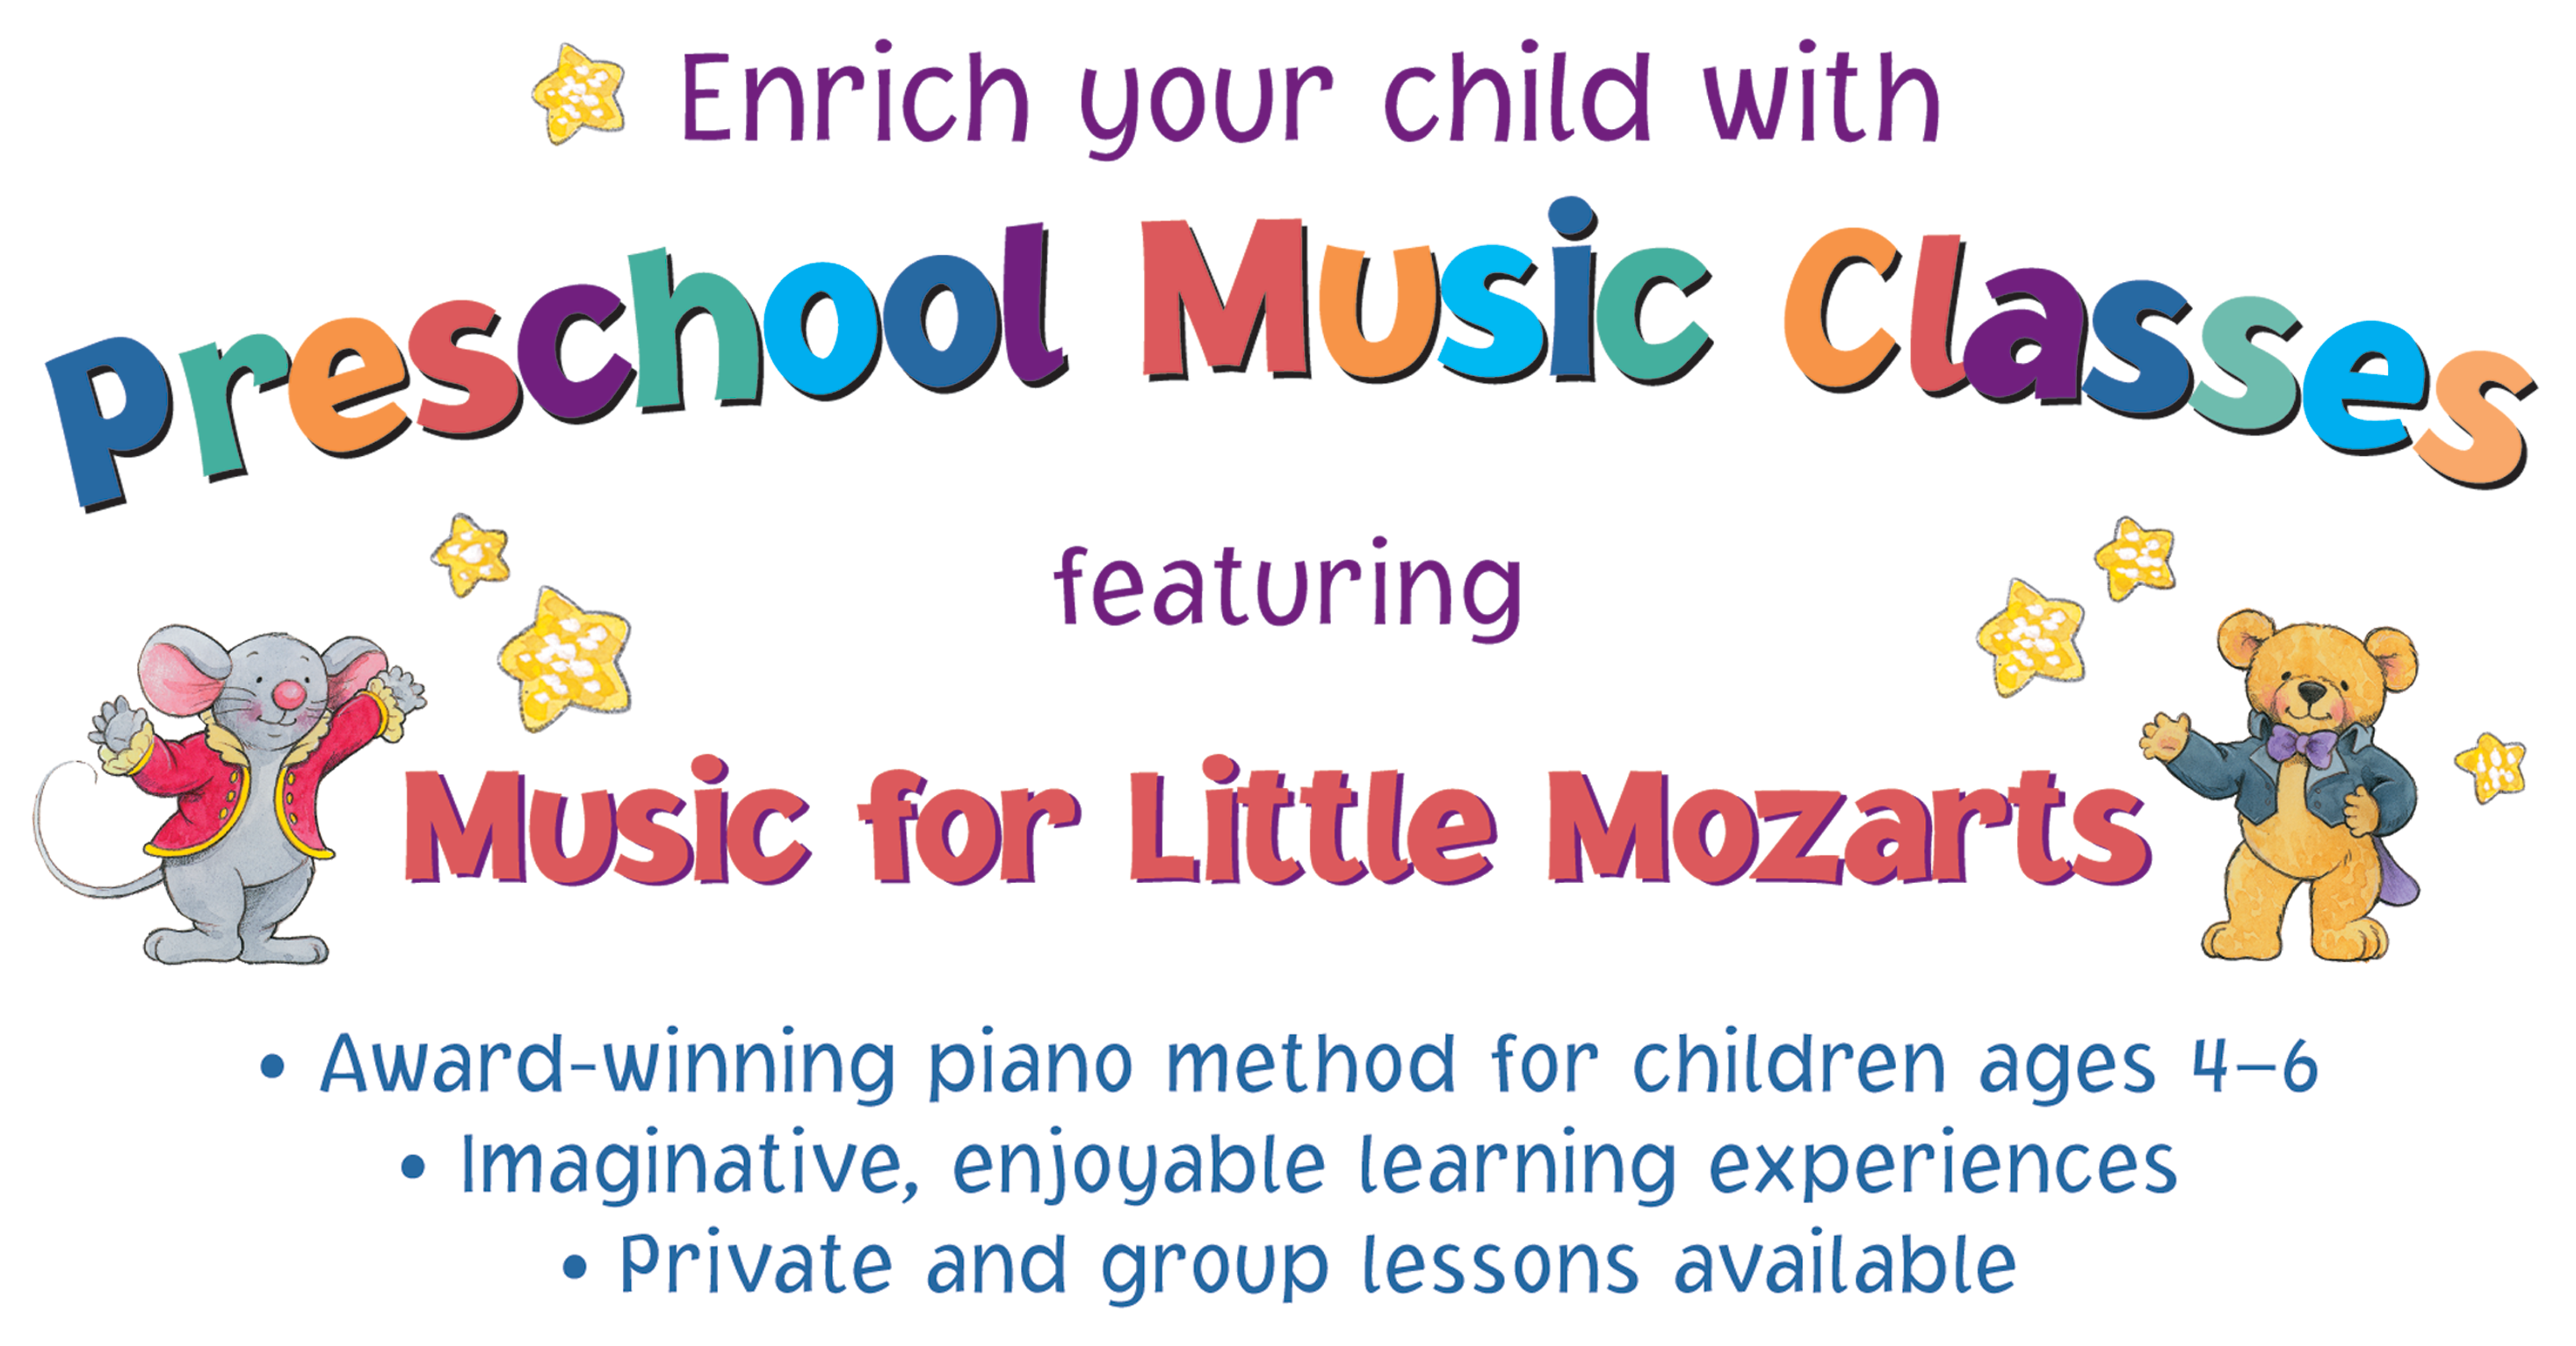 Enrich your child with
Preschool Music Classes
featuring
Music for Little Mozarts
• Award-winning piano method for children ages 4–6
• Imaginative, enjoyable learning experiences
• Private and group lessons available